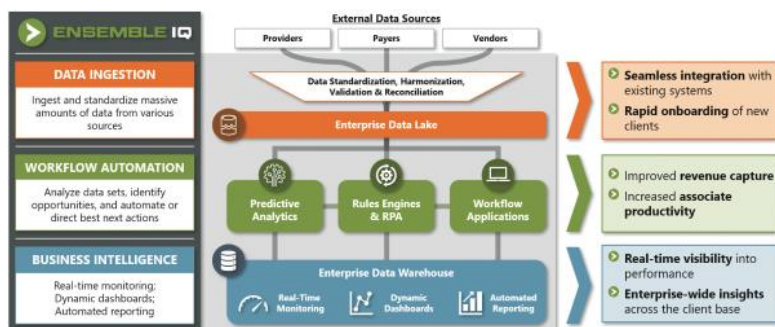 ENSEMBLE IQ
DATA INGESTION
Ingest and standardize massive
amounts of data from various
sources
WORKFLOW AUTOMATION
Analyze data sets, identify
opportunities, and automate or
direct best next actions
BUSINESS INTELLIGENCE
Real-time monitoring;
Dynamic dashboards;
Automated reporting
External Data Sources
Providers
Payers
Vendors
Data Standardization, Harmonization,
Validation & Reconciliation
Enterprise Data Lake
Predictive
Analytics
Rules Engines
& RPA
Workflow
Applications
Enterprise Data Warehouse
Real-Time
Monitoring
Dynamic
Dashboards
Automated
Reporting
Seamless integration with
existing systems
Rapid onboarding of new
clients
Improved revenue capture
Increased associate
productivity
Real-time visibility into
performance
Enterprise-wide insights
across the client base